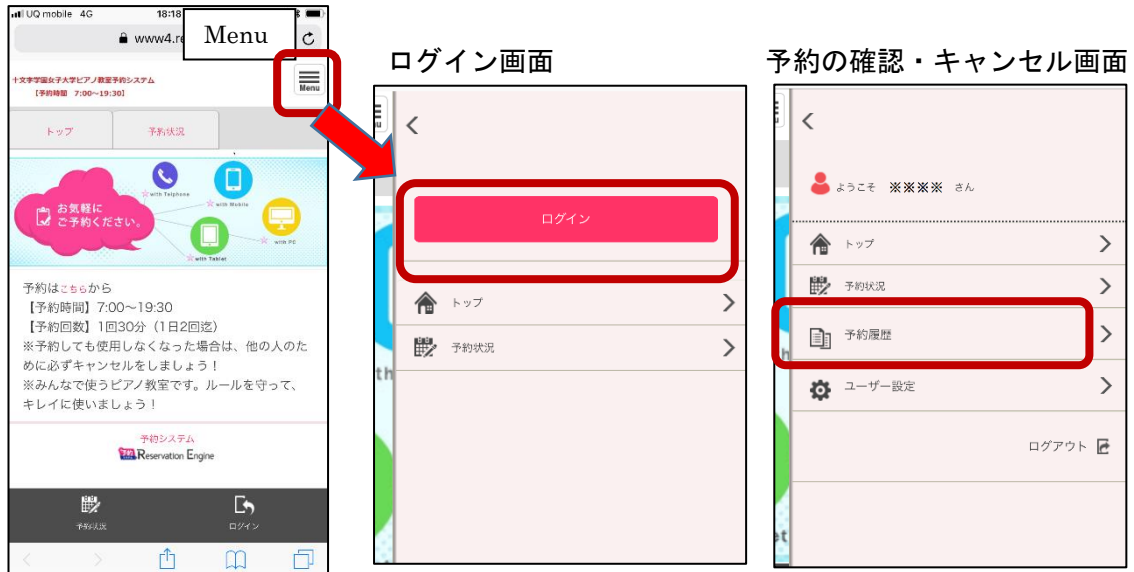 UQ mobile 4G 18:18
www4.re
Menu
十文字学園女子大学ピアノ教室予約システム
【予約時間 7:00～19:30】
Menu
トップ
予約状況
お気軽に
ご予約ください。
with Telphone
with Mobile
with PC
with Tablet
予約はこちらから
【予約時間】7:00～19:30
【予約回数】1回30分（1日2回迄）
※予約しても使用しなくなった場合は、他の人のた
めに必ずキャンセルをしましょう！
※みんなで使うピアノ教室です。ルールを守って、
キレイに使いましょう！
予約システム
Reservation Engine
予約状況
ログイン
ログイン画面
ログイン
トップ
予約状況
予約の確認・キャンセル画面
ようこそ ※※※※ さん
トップ
予約状況
予約履歴
ユーザー設定
ログアウト